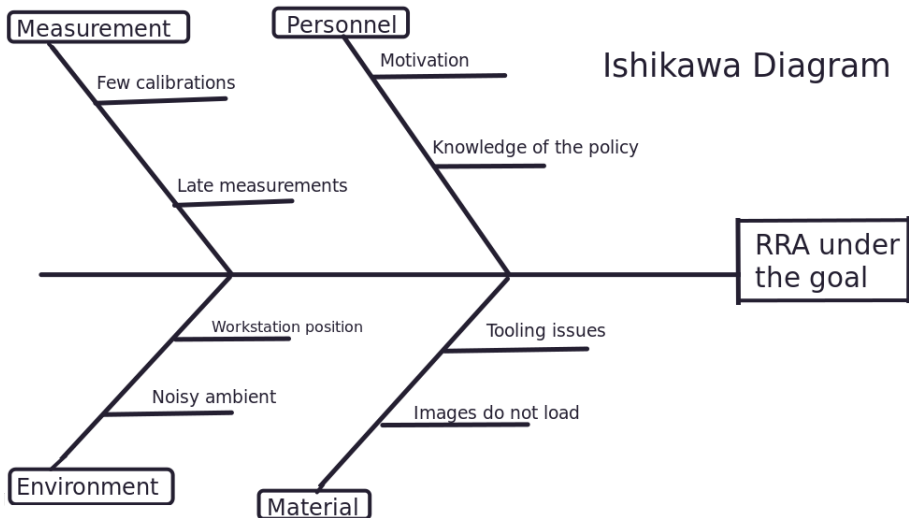 Measurement
Personnel
Ishikawa Diagram
Few calibrations
Motivation
Late measurements
Knowledge of the policy
RRA under
the goal
Workstation position
Tooling issues
Noisy ambient
Images do not load
Environment
Material